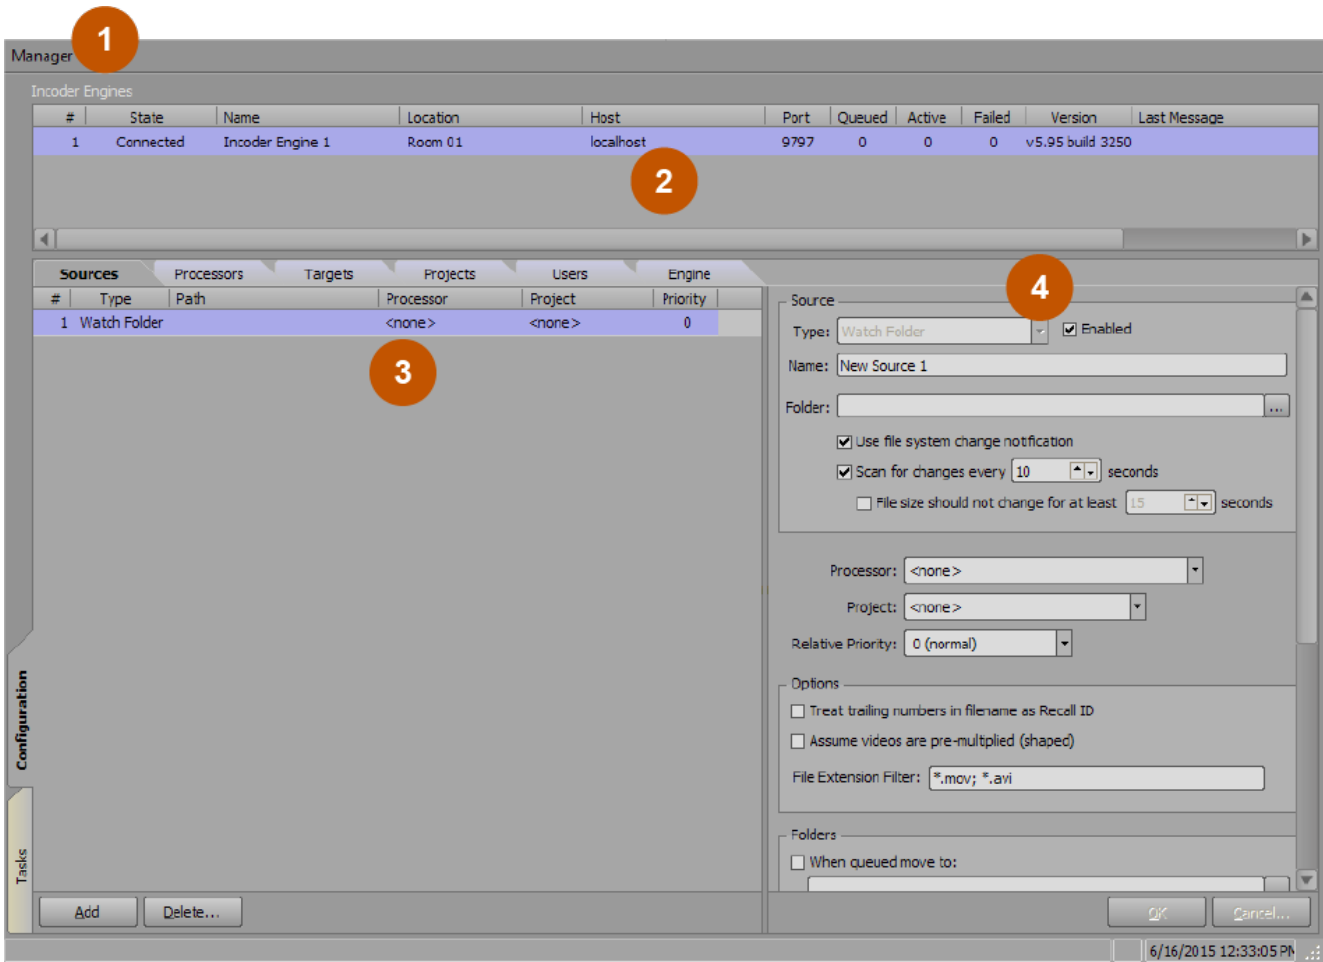 1
Manager
Incoder Engines
# State Name Location Host Port Queued Active Failed Version Last Message
1 Connected Incoder Engine 1 Room 01 localhost 9797 0 0 0 v5.95 build 3250
2
Sources Processors Targets Projects Users Engine
# Type Path Processor Project Priority
1 Watch Folder <none> <none> 0
3
4
Source
Type: Watch Folder Enabled
Name: New Source 1
Folder: ...
Use file system change notification
Scan for changes every 10 seconds
File size should not change for at least 15 seconds
Processor: <none>
Project: <none>
Relative Priority: 0 (normal)
Options
Treat trailing numbers in filename as Recall ID
Assume videos are pre-multiplied (shaped)
File Extension Filter: *.mov; *.avi
Folders
When queued move to:
Configuration
Tasks
Add Delete... OK Cancel...
6/16/2015 12:33:05 PM